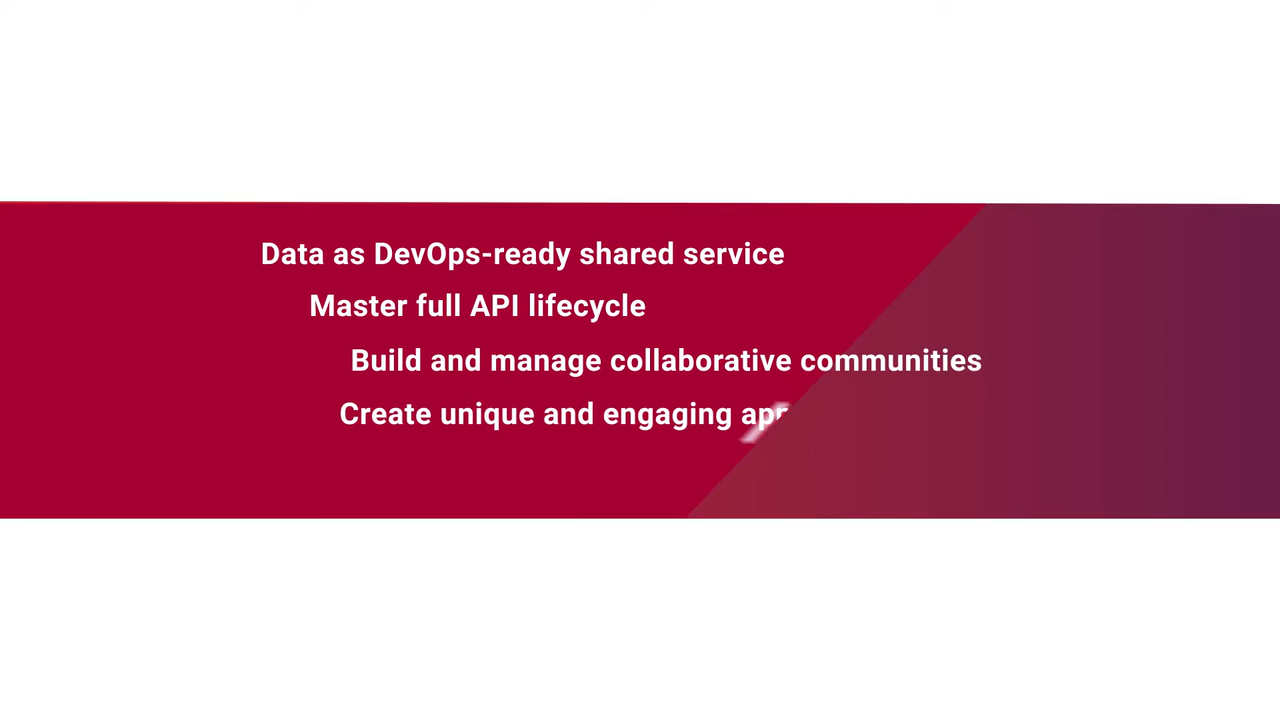 Data as DevOps-ready shared service
Master full API lifecycle
Build and manage collaborative communities
Create unique and engaging